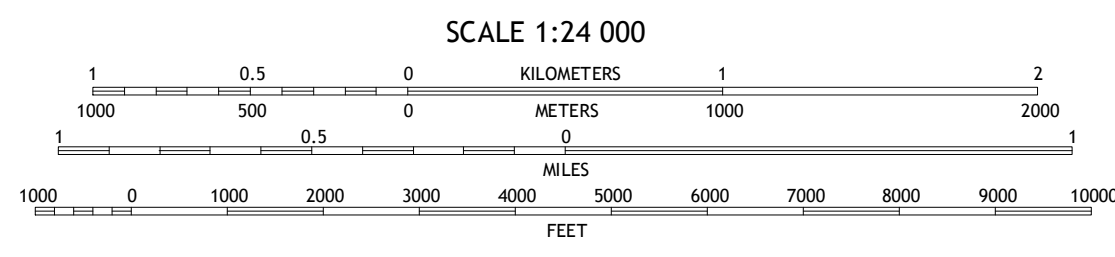 SCALE 1:24 000
1 0.5 0 KILOMETERS 1 2
1000 500 0 METERS 1000 2000
1 0.5 0 1
MILES
1000 0 1000 2000 3000 4000 5000 6000 7000 8000 9000 10000
FEET